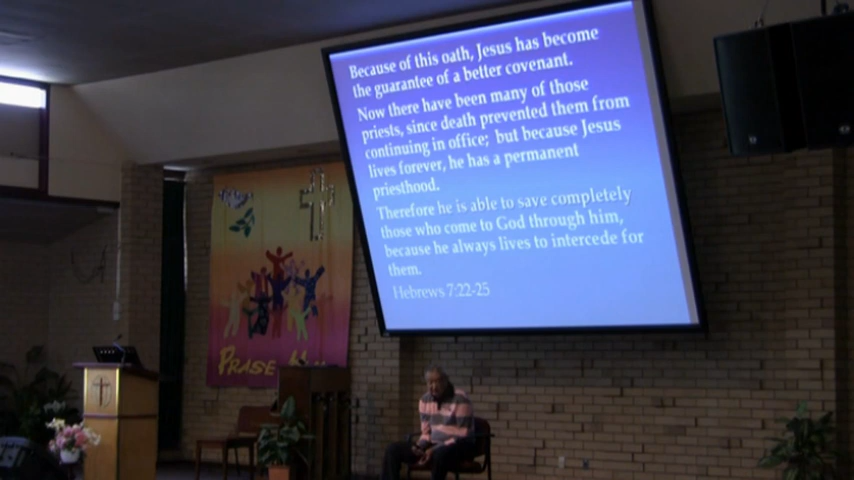 Because of this oath, Jesus has become
the guarantee of a better covenant.
Now there have been many of those
priests, since death prevented them from
continuing in office; but because Jesus
lives forever, he has a permanent
priesthood.
Therefore he is able to save completely
those who come to God through him,
because he always lives to intercede for
them.
Hebrews 7:22-25
PRAISE